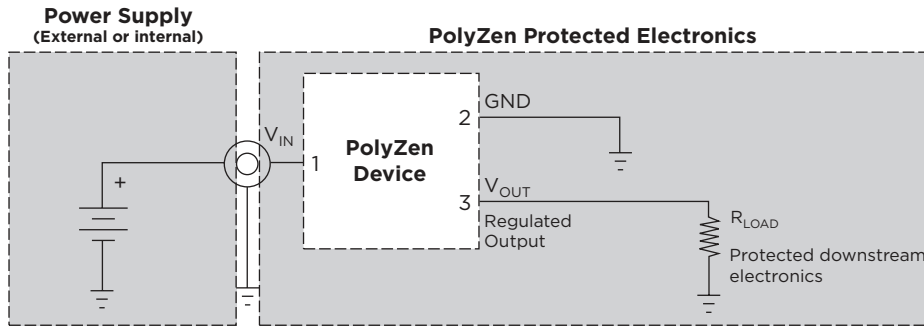 Power Supply
(External or internal)
PolyZen Protected Electronics
+
V_IN
1
PolyZen
Device
2
GND
3
V_OUT
Regulated
Output
R_LOAD
Protected downstream
electronics